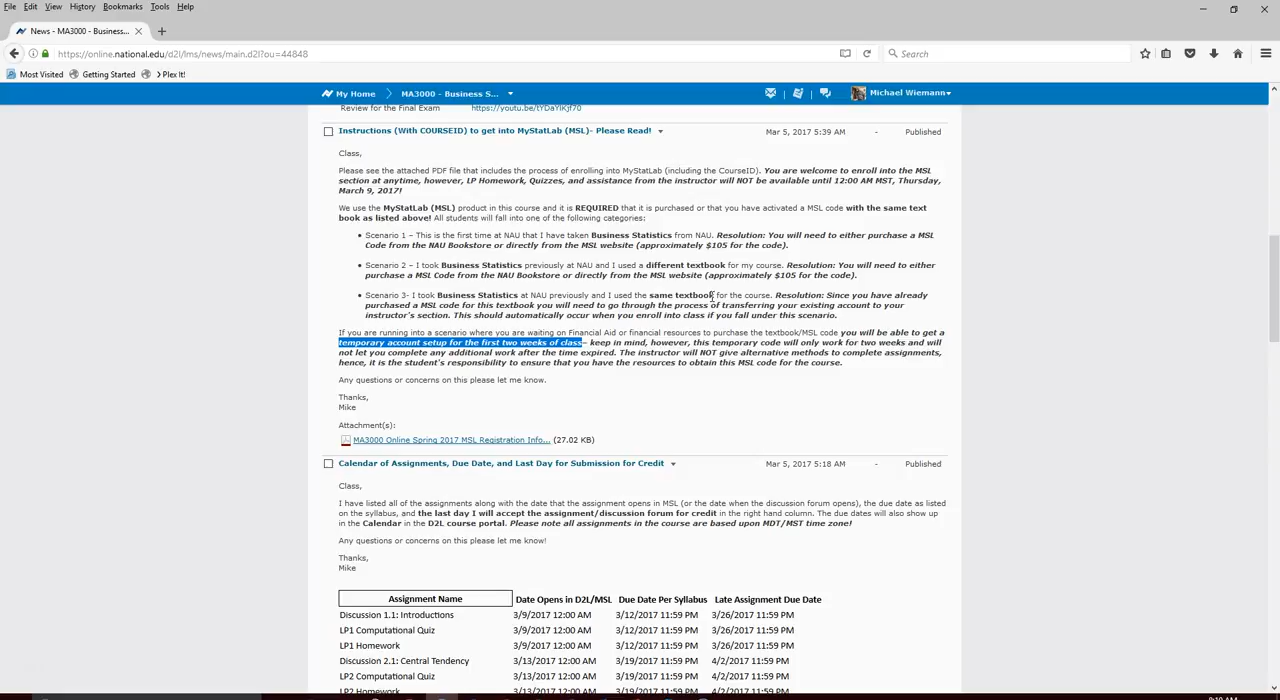 File Edit View History Bookmarks Tools Help
News - MA3000 - Business...
https://online.national.edu/d2l/lms/news/main.d2l?ou=44848
Search
Most Visited Getting Started Plex It!
My Home MA3000 - Business S... Michael Wiemann
Review for the Final Exam https://youtu.be/tYDaYlKjf70
Instructions (With COURSEID) to get into MyStatLab (MSL)- Please Read! Mar 5, 2017 5:39 AM - Published
Class,
Please see the attached PDF file that includes the process of enrolling into MyStatLab (including the CourseID). You are welcome to enroll into the MSL
section at anytime, however, LP Homework, Quizzes, and assistance from the instructor will NOT be available until 12:00 AM MST, Thursday,
March 9, 2017!
We use the MyStatLab (MSL) product in this course and it is REQUIRED that it is purchased or that you have activated a MSL code with the same text
book as listed above! All students will fall into one of the following categories:
• Scenario 1 – This is the first time at NAU that I have taken Business Statistics from NAU. Resolution: You will need to either purchase a MSL
Code from the NAU Bookstore or directly from the MSL website (approximately $105 for the code).
• Scenario 2 – I took Business Statistics previously at NAU and I used a different textbook for my course. Resolution: You will need to either
purchase a MSL Code from the NAU Bookstore or directly from the MSL website (approximately $105 for the code).
• Scenario 3- I took Business Statistics at NAU previously and I used the same textbook for the course. Resolution: Since you have already
purchased a MSL code for this textbook you will need to go through the process of transferring your existing account to your
instructor's section. This should automatically occur when you enroll into class if you fall under this scenario.
If you are running into a scenario where you are waiting on Financial Aid or financial resources to purchase the textbook/MSL code you will be able to get a
temporary account setup for the first two weeks of class– keep in mind, however, this temporary code will only work for two weeks and will
not let you complete any additional work after the time expired. The instructor will NOT give alternative methods to complete assignments,
hence, it is the student's responsibility to ensure that you have the resources to obtain this MSL code for the course.
Any questions or concerns on this please let me know.
Thanks,
Mike
Attachment(s):
MA3000 Online Spring 2017 MSL Registration Info... (27.02 KB)
Calendar of Assignments, Due Date, and Last Day for Submission for Credit Mar 5, 2017 5:18 AM - Published
Class,
I have listed all of the assignments along with the date that the assignment opens in MSL (or the date when the discussion forum opens), the due date as listed
on the syllabus, and the last day I will accept the assignment/discussion forum for credit in the right hand column. The due dates will also show up
in the Calendar in the D2L course portal. Please note all assignments in the course are based upon MDT/MST time zone!
Any questions or concerns on this please let me know!
Thanks,
Mike
Assignment Name Date Opens in D2L/MSL Due Date Per Syllabus Late Assignment Due Date
Discussion 1.1: Introductions 3/9/2017 12:00 AM 3/12/2017 11:59 PM 3/26/2017 11:59 PM
LP1 Computational Quiz 3/9/2017 12:00 AM 3/12/2017 11:59 PM 3/26/2017 11:59 PM
LP1 Homework 3/9/2017 12:00 AM 3/12/2017 11:59 PM 3/26/2017 11:59 PM
Discussion 2.1: Central Tendency 3/13/2017 12:00 AM 3/19/2017 11:59 PM 4/2/2017 11:59 PM
LP2 Computational Quiz 3/13/2017 12:00 AM 3/19/2017 11:59 PM 4/2/2017 11:59 PM
LP2 Homework 3/13/2017 12:00 AM 3/19/2017 11:59 PM 4/2/2017 11:59 PM